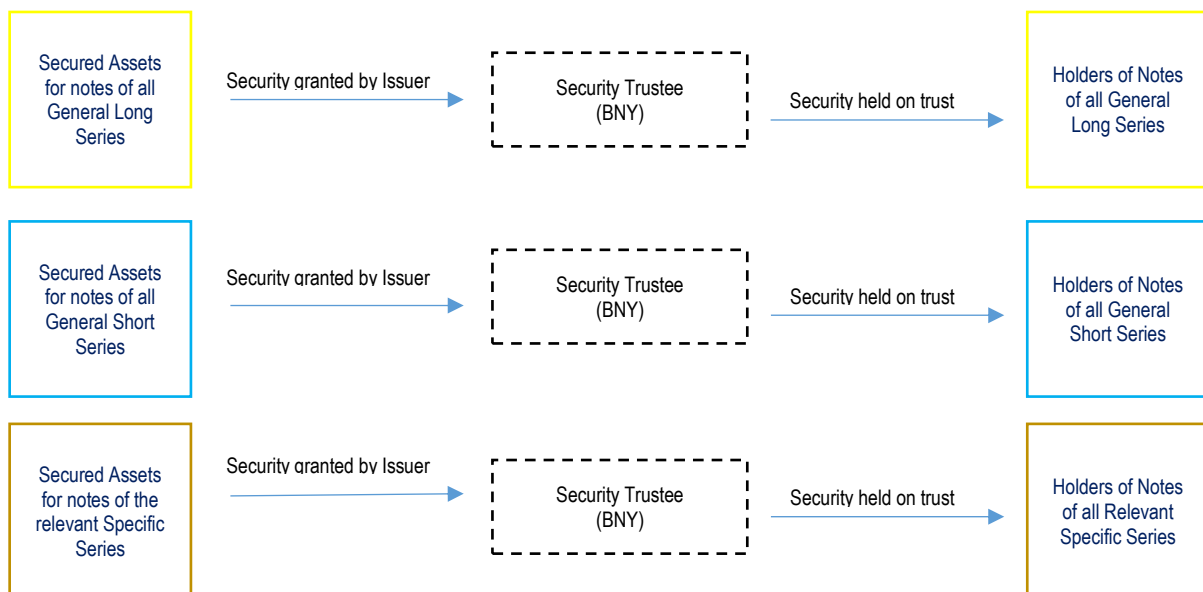 Secured Assets
for notes of all
General Long
Series
Security granted by Issuer
Security Trustee
(BNY)
Security held on trust
Holders of Notes
of all General
Long Series
Secured Assets
for notes of all
General Short
Series
Security granted by Issuer
Security Trustee
(BNY)
Security held on trust
Holders of Notes
of all General
Short Series
Secured Assets
for notes of the
relevant Specific
Series
Security granted by Issuer
Security Trustee
(BNY)
Security held on trust
Holders of Notes
of all Relevant
Specific Series